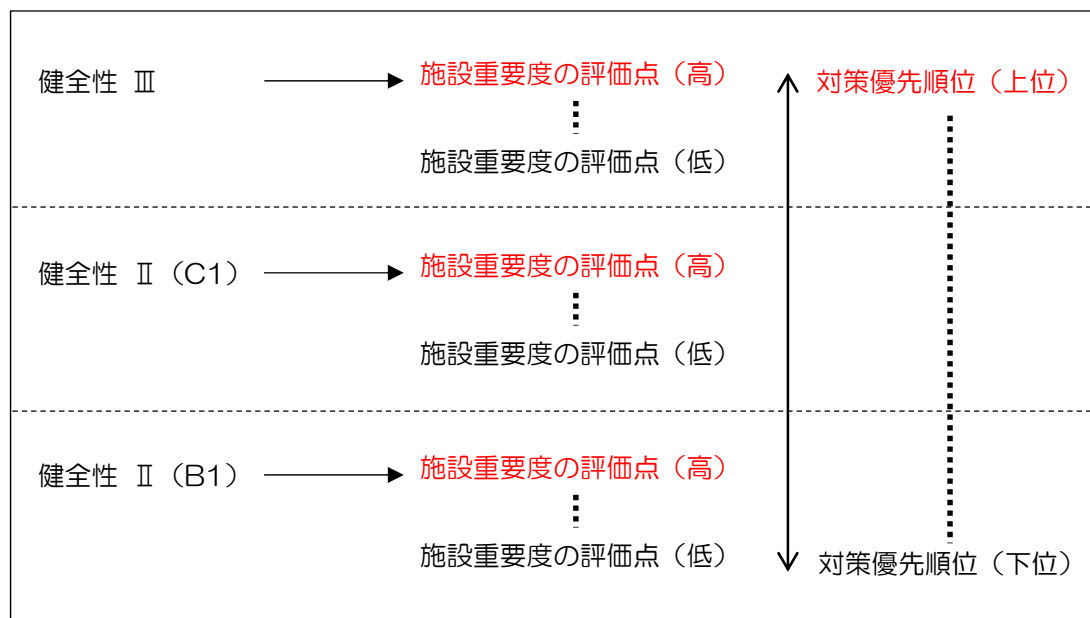 健全性 Ⅲ
施設重要度の評価点（高）
対策優先順位（上位）
施設重要度の評価点（低）
健全性 Ⅱ（C1）
施設重要度の評価点（高）
施設重要度の評価点（低）
健全性 Ⅱ（B1）
施設重要度の評価点（高）
施設重要度の評価点（低）
対策優先順位（下位）